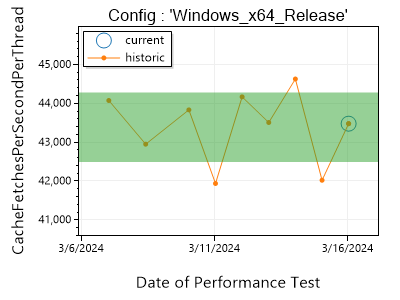 Config : 'Windows_x64_Release'
current
historic
CacheFetchesPerSecondPerThread
45,000
44,000
43,000
42,000
41,000
3/6/2024
3/11/2024
3/16/2024
Date of Performance Test